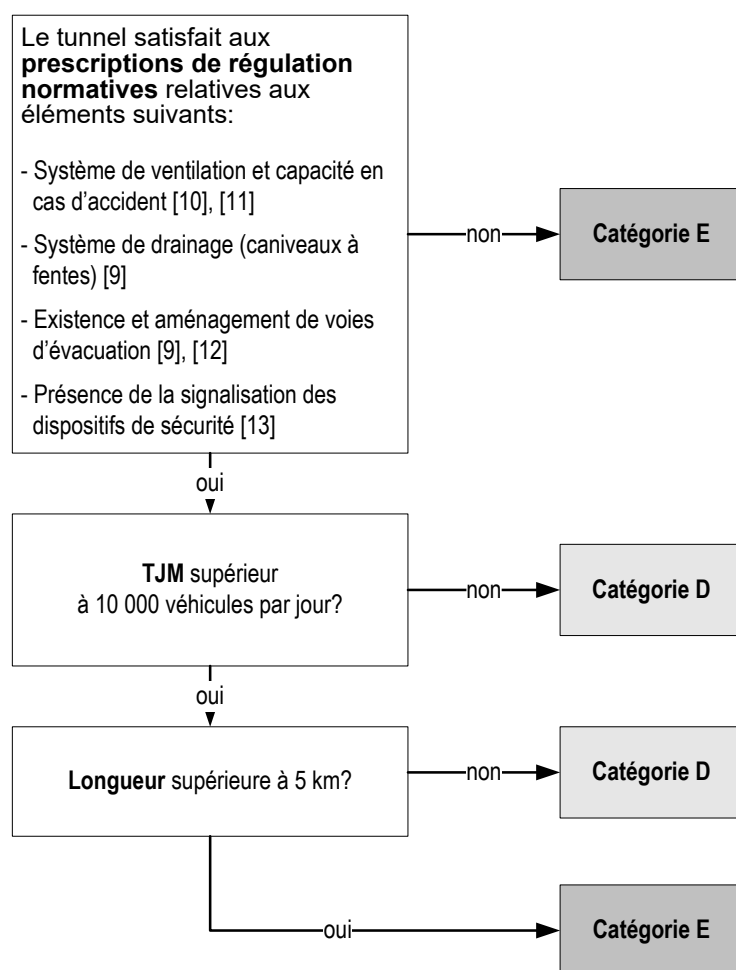 Le tunnel satisfait aux
prescriptions de régulation
normatives relatives aux
éléments suivants:
- Système de ventilation et capacité en
cas d'accident [10], [11]
- Système de drainage (caniveaux à
fentes) [9]
- Existence et aménagement de voies
d'évacuation [9], [12]
- Présence de la signalisation des
dispositifs de sécurité [13]
non
Catégorie E
oui
TJM supérieur
à 10 000 véhicules par jour?
non
Catégorie D
oui
Longueur supérieure à 5 km?
non
Catégorie D
oui
Catégorie E